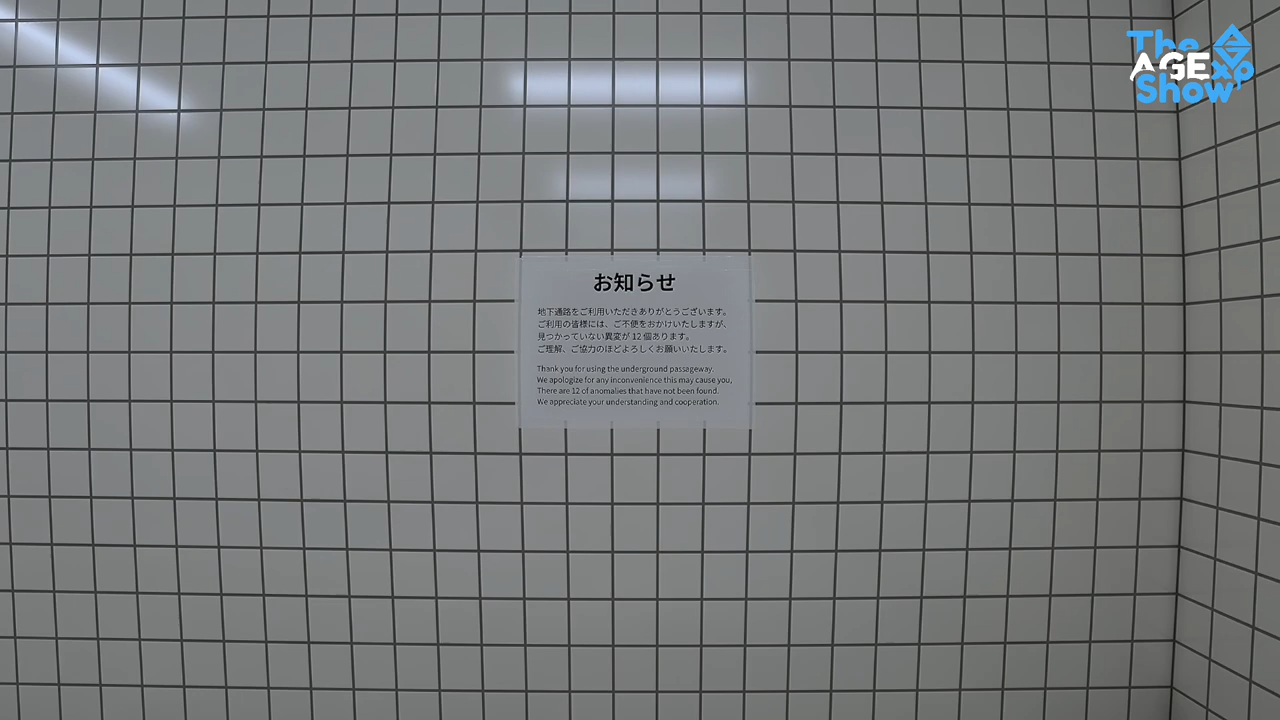 The
AGExp
Show
お知らせ
地下通路をご利用いただきありがとうございます。
ご利用の皆様には、ご不便をおかけいたしますが、
見つかっていない異変が 12 個あります。
ご理解、ご協力のほどよろしくお願いいたします。
Thank you for using the underground passageway.
We apologize for any inconvenience this may cause you,
There are 12 of anomalies that have not been found.
We appreciate your understanding and cooperation.